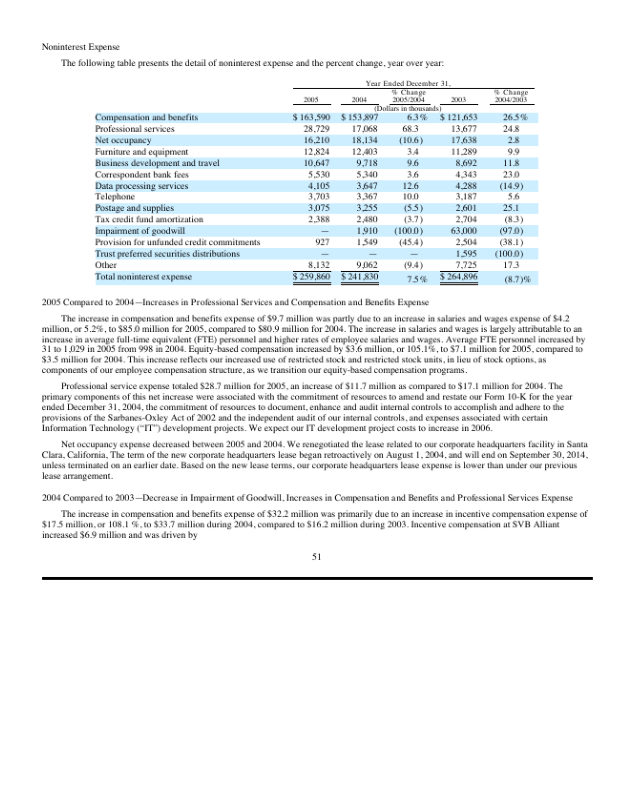 Noninterest Expense
The following table presents the detail of noninterest expense and the percent change, year over year:
Year Ended December 31,
2005 2004 % Change 2005/2004 2003 % Change 2004/2003
(Dollars in thousands)
Compensation and benefits $ 163,590 $ 153,897 6.3 % $ 121,653 26.5 %
Professional services 28,729 17,068 68.3 13,677 24.8
Net occupancy 16,210 18,134 (10.6) 17,638 2.8
Furniture and equipment 12,824 12,403 3.4 11,289 9.9
Business development and travel 10,647 9,718 9.6 8,692 11.8
Correspondent bank fees 5,530 5,340 3.6 4,343 23.0
Data processing services 4,105 3,647 12.6 4,288 (14.9)
Telephone 3,703 3,367 10.0 3,187 5.6
Postage and supplies 3,075 3,255 (5.5) 2,601 25.1
Tax credit fund amortization 2,388 2,480 (3.7) 2,704 (8.3)
Impairment of goodwill — 1,910 (100.0) 63,000 (97.0)
Provision for unfunded credit commitments 927 1,549 (45.4) 2,504 (38.1)
Trust preferred securities distributions — — — 1,595 (100.0)
Other 8,132 9,062 (9.4) 7,725 17.3
Total noninterest expense $ 259,860 $ 241,830 7.5 % $ 264,896 (8.7)%
2005 Compared to 2004—Increases in Professional Services and Compensation and Benefits Expense
The increase in compensation and benefits expense of $9.7 million was partly due to an increase in salaries and wages expense of $4.2
million, or 5.2%, to $85.0 million for 2005, compared to $80.9 million for 2004. The increase in salaries and wages is largely attributable to an
increase in average full-time equivalent (FTE) personnel and higher rates of employee salaries and wages. Average FTE personnel increased by
31 to 1,029 in 2005 from 998 in 2004. Equity-based compensation increased by $3.6 million, or 105.1%, to $7.1 million for 2005, compared to
$3.5 million for 2004. This increase reflects our increased use of restricted stock and restricted stock units, in lieu of stock options, as
components of our employee compensation structure, as we transition our equity-based compensation programs.
Professional service expense totaled $28.7 million for 2005, an increase of $11.7 million as compared to $17.1 million for 2004. The
primary components of this net increase were associated with the commitment of resources to amend and restate our Form 10-K for the year
ended December 31, 2004, the commitment of resources to document, enhance and audit internal controls to accomplish and adhere to the
provisions of the Sarbanes-Oxley Act of 2002 and the independent audit of our internal controls, and expenses associated with certain
Information Technology ("IT") development projects. We expect our IT development project costs to increase in 2006.
Net occupancy expense decreased between 2005 and 2004. We renegotiated the lease related to our corporate headquarters facility in Santa
Clara, California, The term of the new corporate headquarters lease began retroactively on August 1, 2004, and will end on September 30, 2014,
unless terminated on an earlier date. Based on the new lease terms, our corporate headquarters lease expense is lower than under our previous
lease arrangement.
2004 Compared to 2003—Decrease in Impairment of Goodwill, Increases in Compensation and Benefits and Professional Services Expense
The increase in compensation and benefits expense of $32.2 million was primarily due to an increase in incentive compensation expense of
$17.5 million, or 108.1 %, to $33.7 million during 2004, compared to $16.2 million during 2003. Incentive compensation at SVB Alliant
increased $6.9 million and was driven by
51